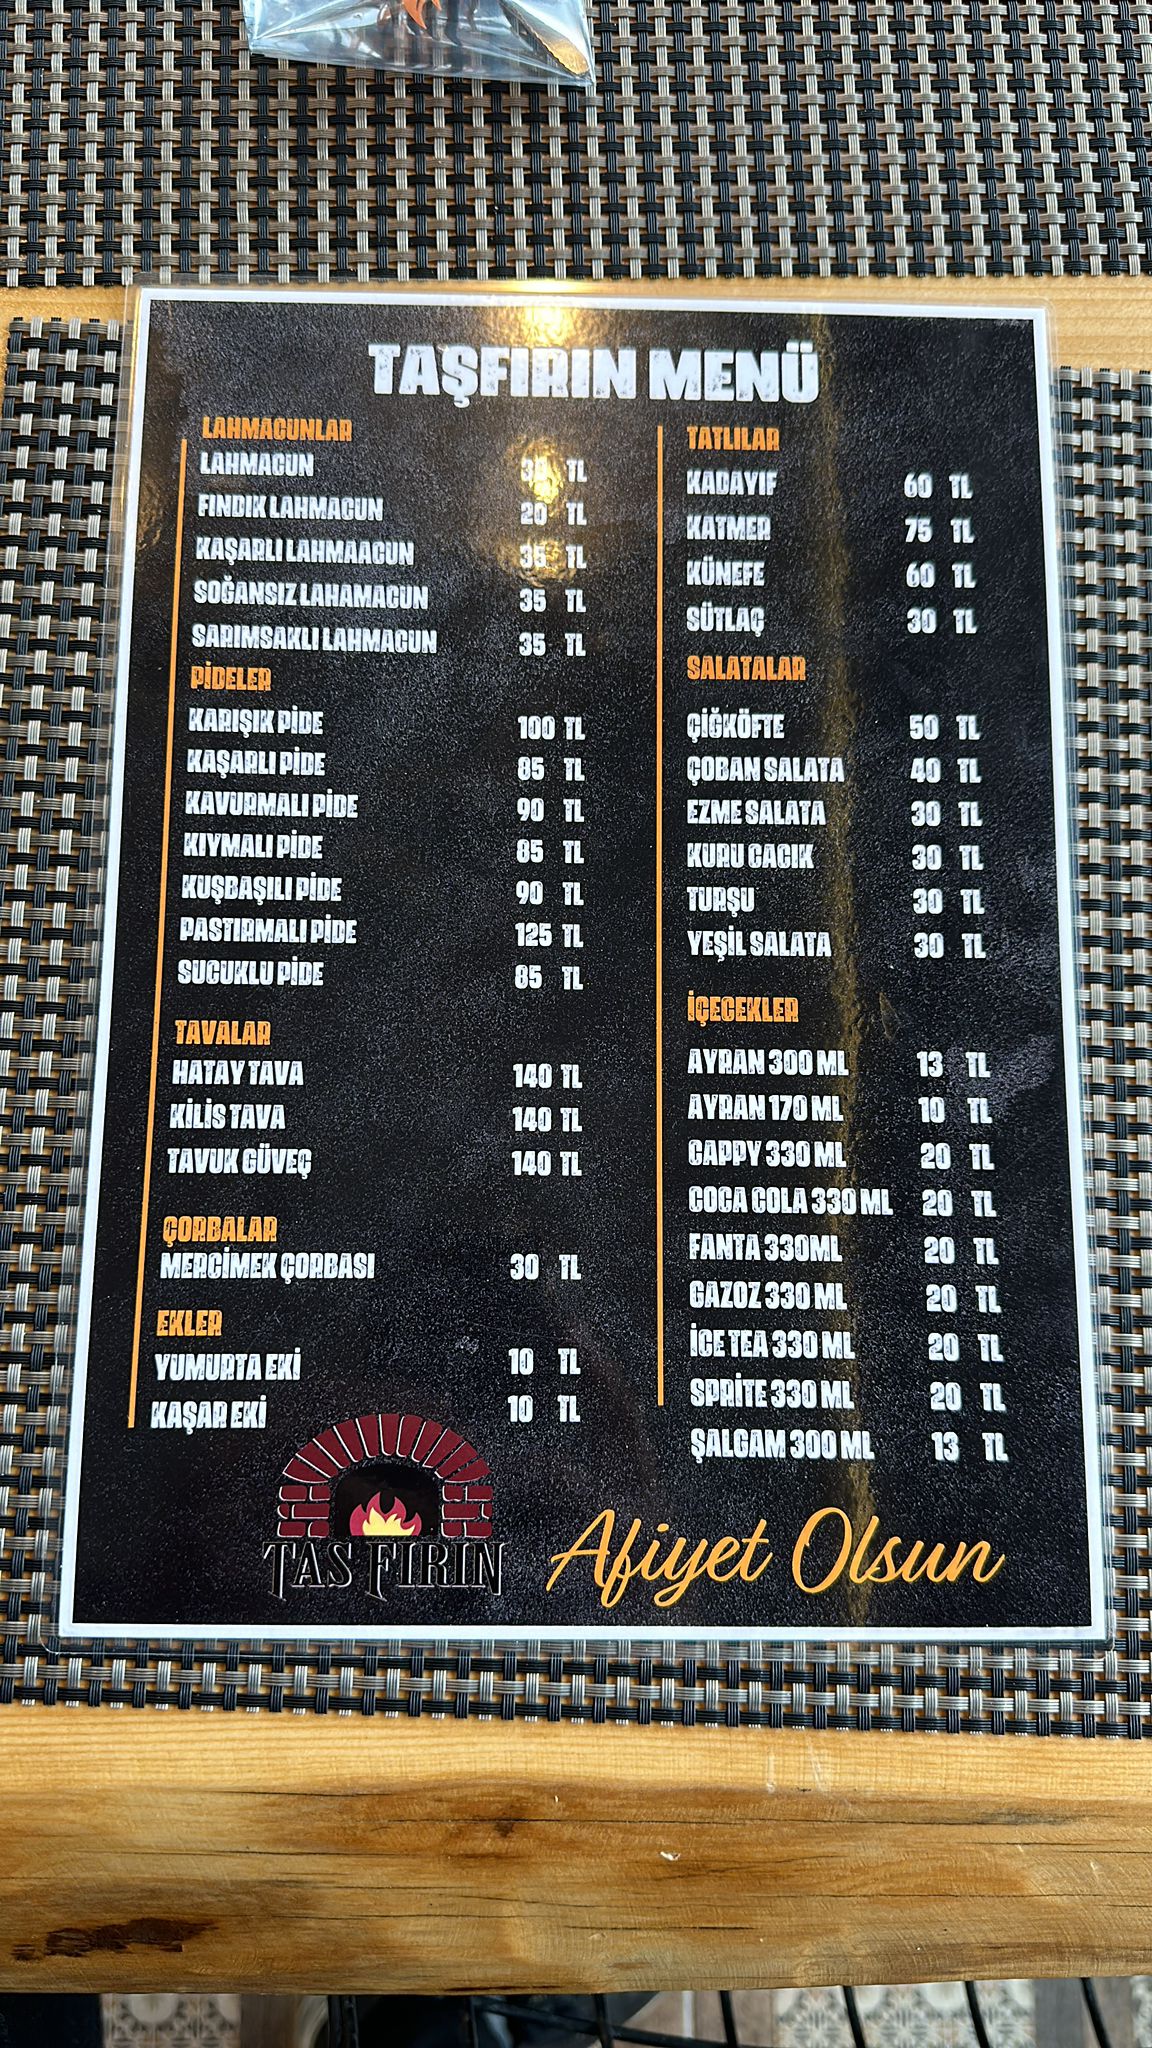 TAŞFIRIN MENÜ
LAHMACUNLAR
LAHMACUN TL
FINDIK LAHMACUN 20 TL
KAŞARLI LAHMAACUN 35 TL
SOĞANSIZ LAHAMACUN 35 TL
SARIMSAKLI LAHMACUN 35 TL
PİDELER
KARIŞIK PİDE 100 TL
KAŞARLI PİDE 85 TL
KAVURMALI PİDE 90 TL
KIYMALI PİDE 85 TL
KUŞBAŞILI PİDE 90 TL
PASTIRMALI PİDE 125 TL
SUCUKLU PİDE 85 TL
TAVALAR
HATAY TAVA 140 TL
KİLİS TAVA 140 TL
TAVUK GÜVEÇ 140 TL
ÇORBALAR
MERCİMEK ÇORBASI 30 TL
EKLER
YUMURTA EKİ 10 TL
KAŞAR EKİ 10 TL
TATLILAR
KADAYIF 60 TL
KATMER 75 TL
KÜNEFE 60 TL
SÜTLAÇ 30 TL
SALATALAR
ÇİĞKÖFTE 50 TL
ÇOBAN SALATA 40 TL
EZME SALATA 30 TL
KURU CACIK 30 TL
TURŞU 30 TL
YEŞİL SALATA 30 TL
İÇECEKLER
AYRAN 300 ML 13 TL
AYRAN 170 ML 10 TL
CAPPY 330 ML 20 TL
COCA COLA 330 ML 20 TL
FANTA 330ML 20 TL
GAZOZ 330 ML 20 TL
İCE TEA 330 ML 20 TL
SPRİTE 330 ML 20 TL
ŞALGAM 300 ML 13 TL
TAS FIRIN
Afiyet Olsun